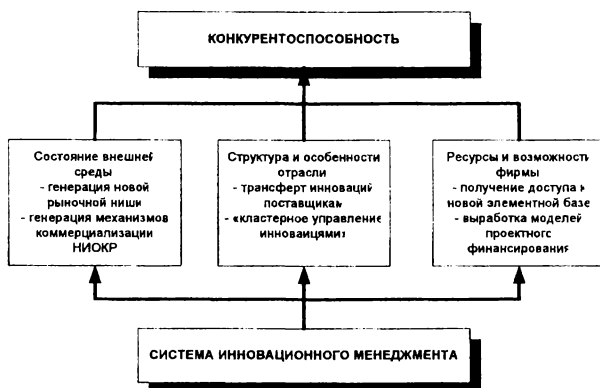 КОНКУРЕНТОСПОСОБНОСТЬ
Состояние внешней
среды
- генерация новой
рыночной ниши
- генерация механизмов
коммерциализации
НИОКР
Структура и особенности
отрасли
- трансферт инноваций
поставщикам
- «кластерное управление
инновациями»
Ресурсы и возможности
фирмы
- получение доступа к
новой элементной базе
- выработка моделей
проектного
финансирования
СИСТЕМА ИННОВАЦИОННОГО МЕНЕДЖМЕНТА